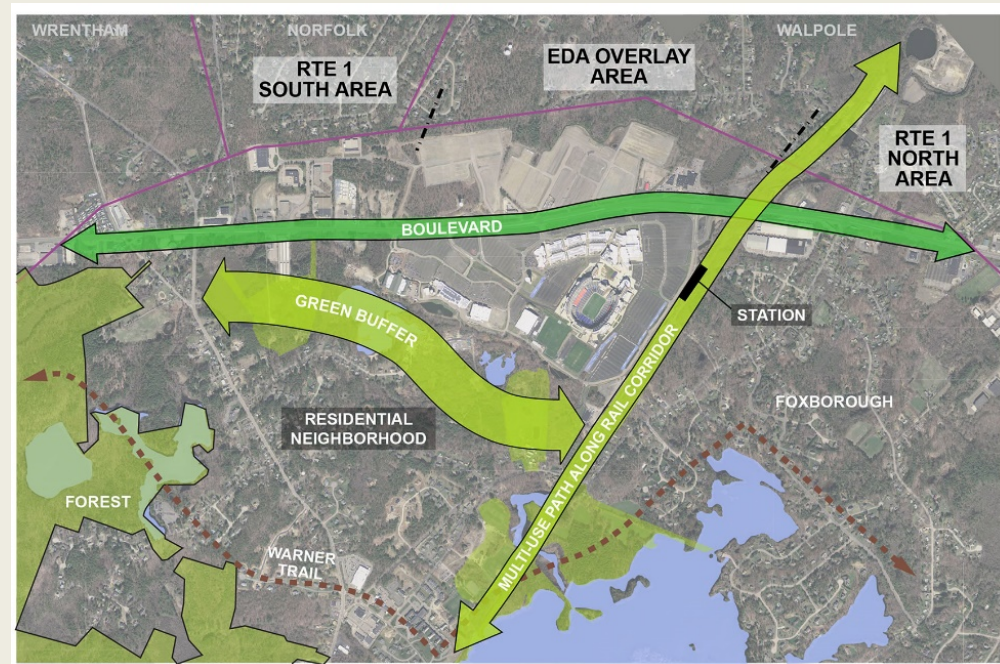 WRENTHAM
NORFOLK
WALPOLE
RTE 1
SOUTH AREA
EDA OVERLAY
AREA
RTE 1
NORTH
AREA
BOULEVARD
GREEN BUFFER
STATION
RESIDENTIAL
NEIGHBORHOOD
MULTI-USE PATH ALONG RAIL CORRIDOR
FOXBOROUGH
FOREST
WARNER
TRAIL